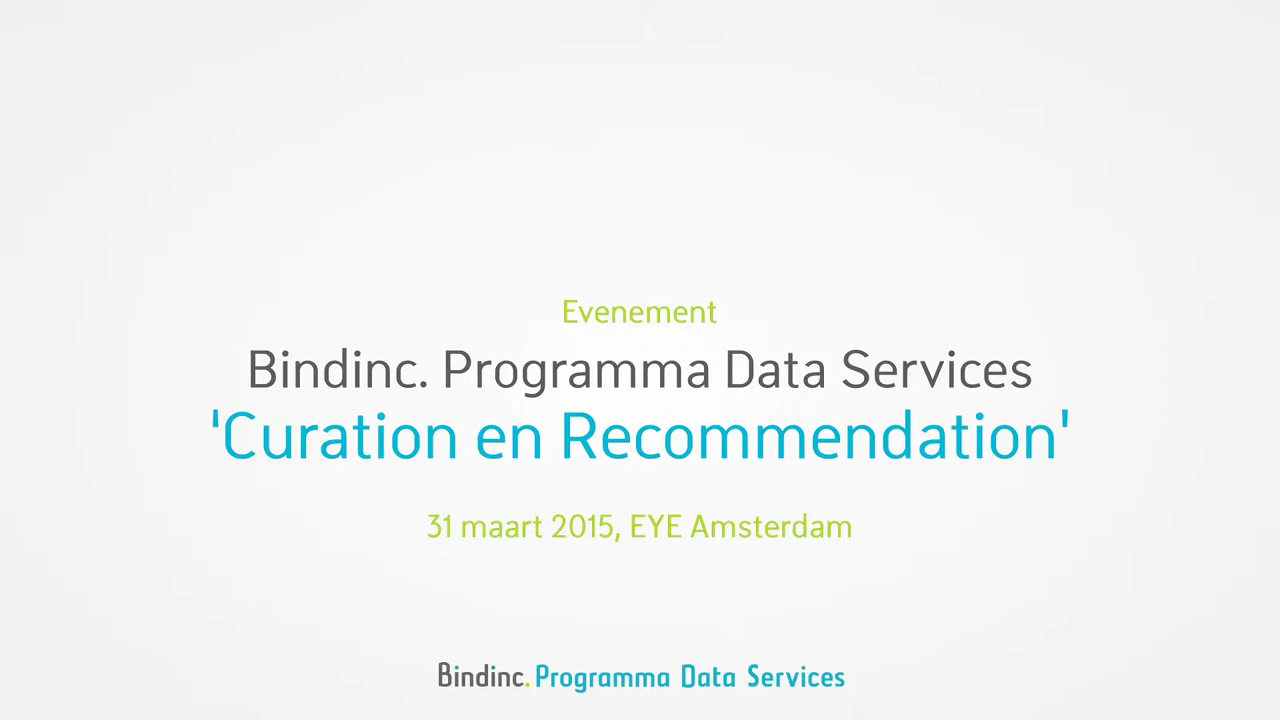 Evenement
Bindinc. Programma Data Services
'Curation en Recommendation'
31 maart 2015, EYE Amsterdam
Bindinc. Programma Data Services